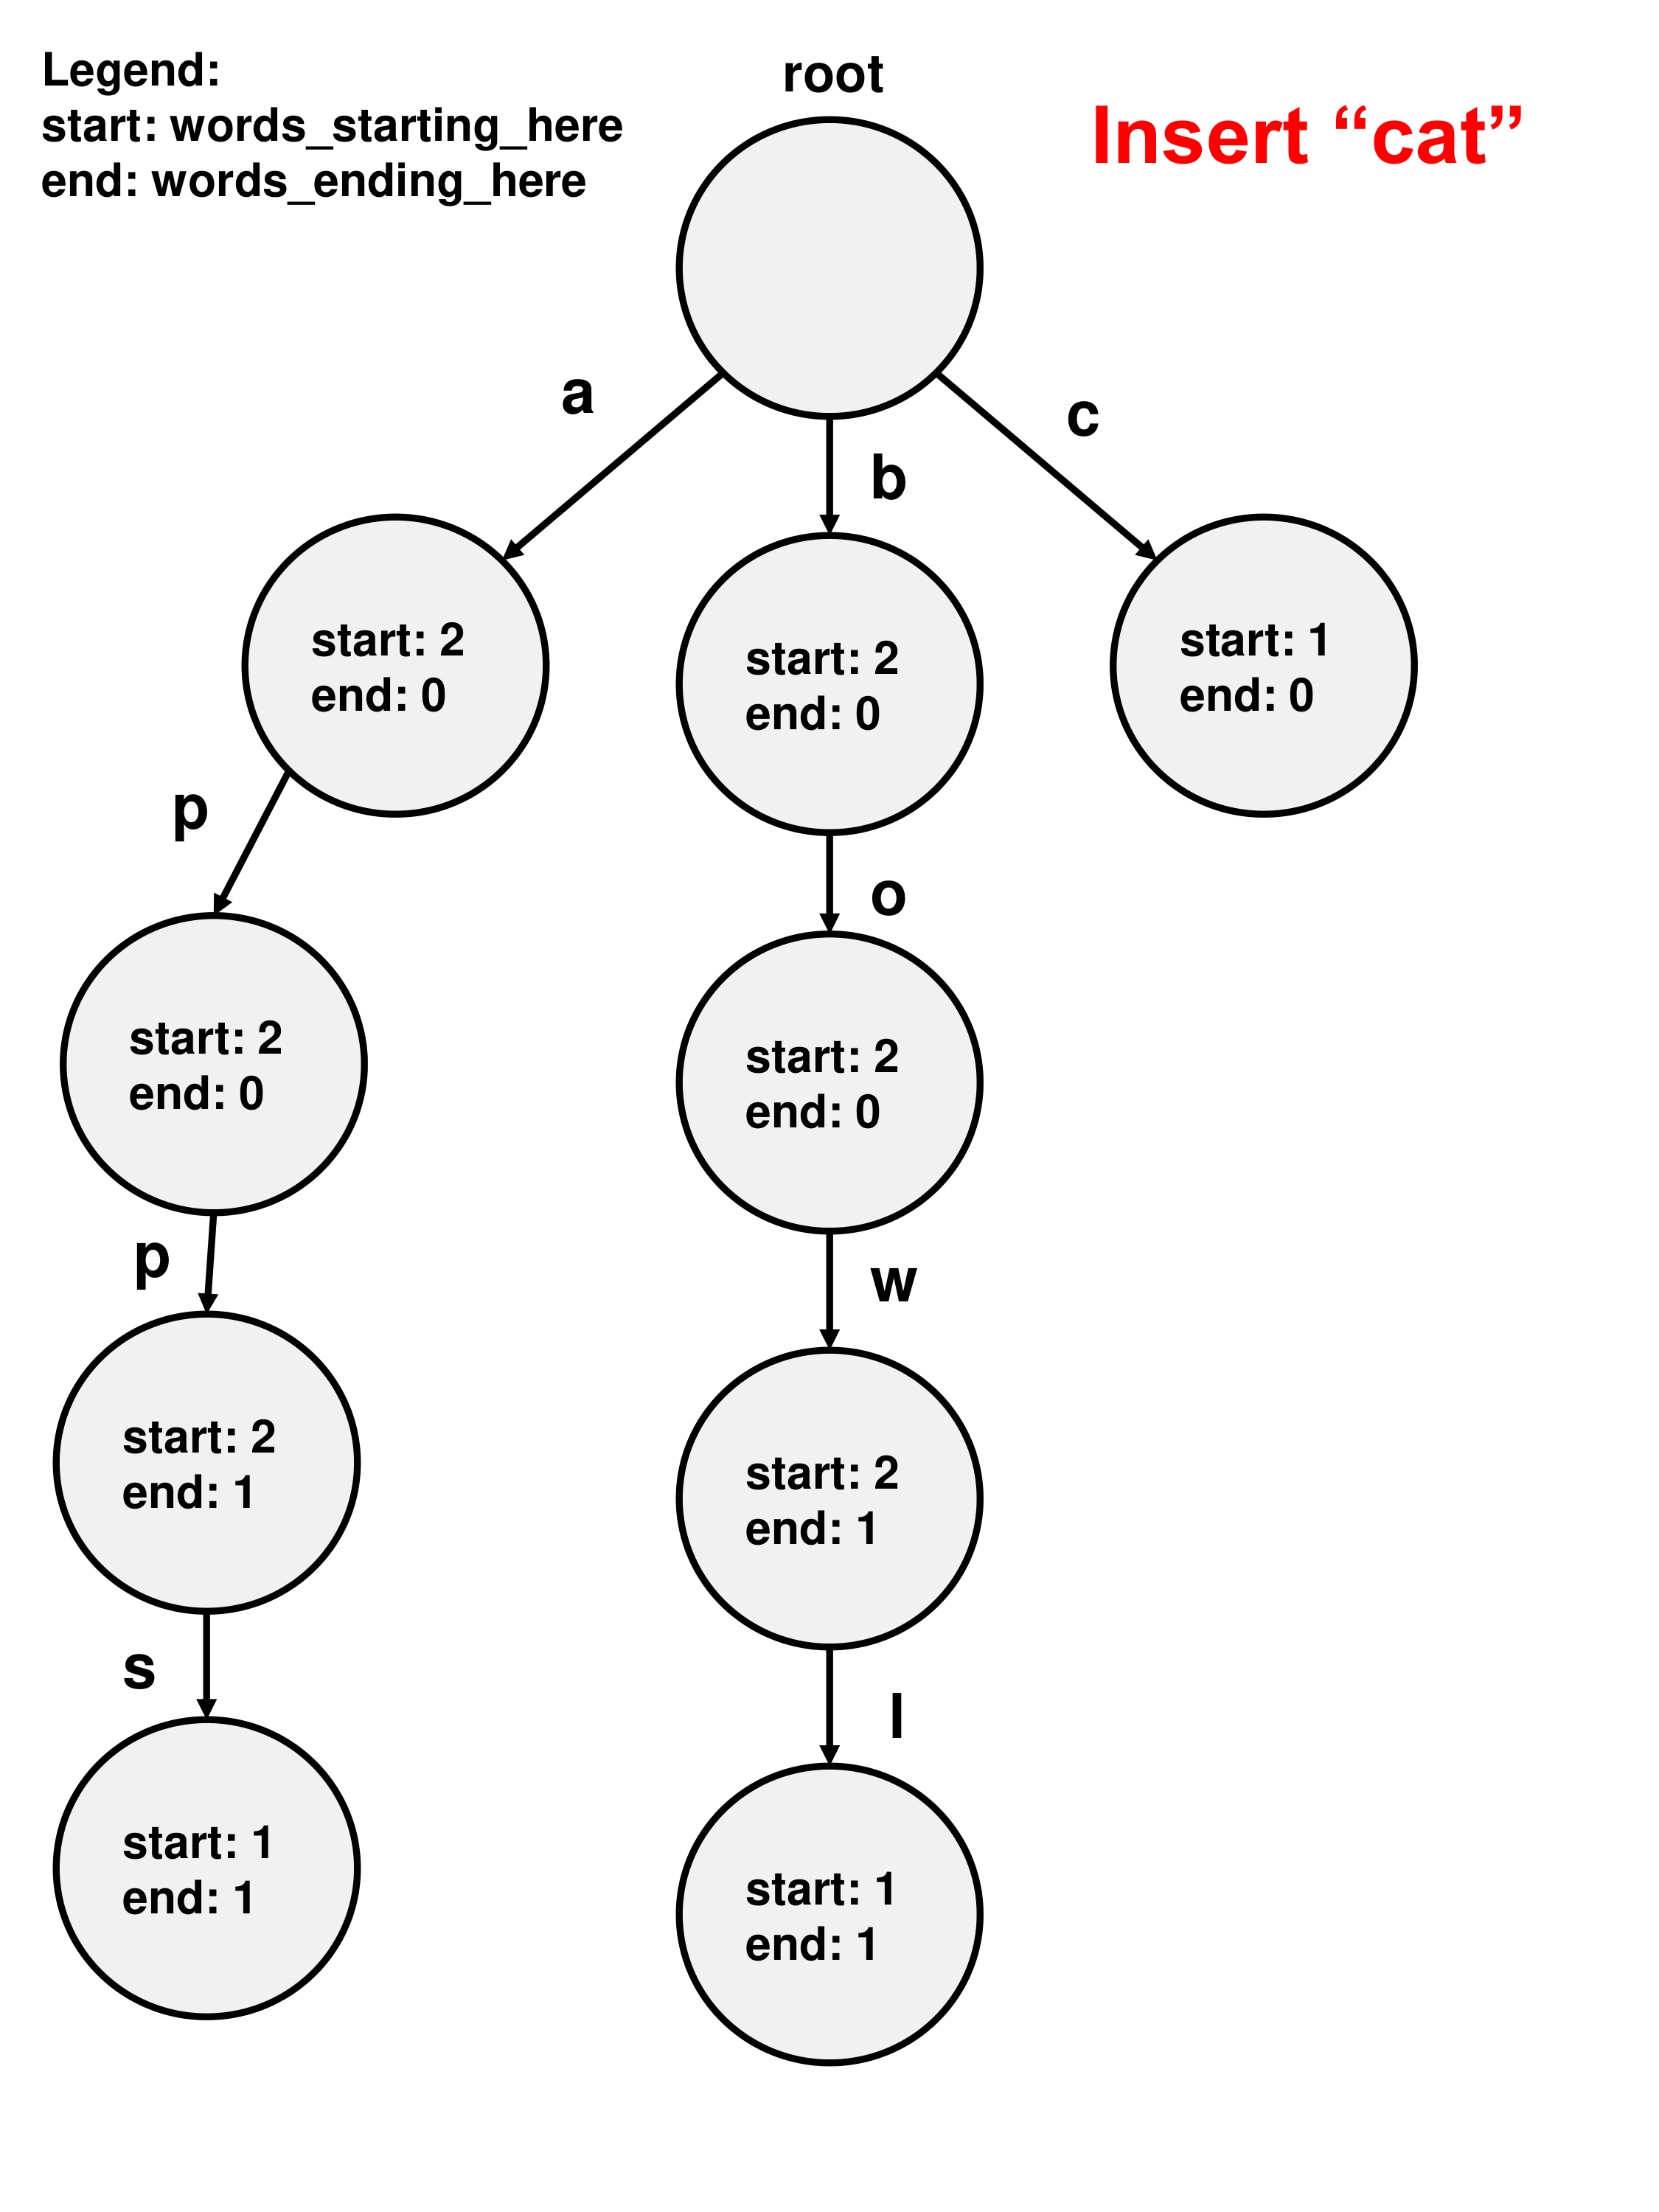 Legend:
start: words_starting_here
end: words_ending_here
root
Insert “cat”
a
b
c
start: 2
end: 0
start: 2
end: 0
start: 1
end: 0
p
o
start: 2
end: 0
start: 2
end: 0
p
w
start: 2
end: 1
start: 2
end: 1
s
l
start: 1
end: 1
start: 1
end: 1